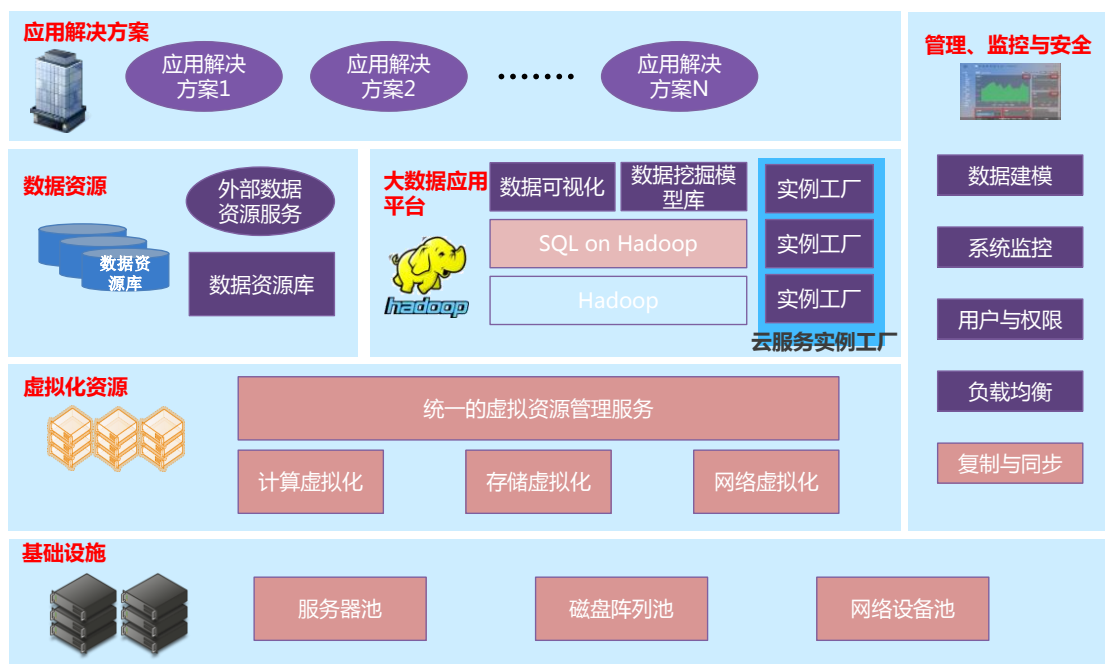 应用解决方案
应用解决
方案1
应用解决
方案2
.......
应用解决
方案N
管理、监控与安全
数据建模
系统监控
用户与权限
负载均衡
复制与同步
数据资源
数据资
源库
外部数据
资源服务
数据资源库
大数据应用
平台
hadoop
数据可视化
数据挖掘模
型库
SQL on Hadoop
Hadoop
实例工厂
实例工厂
实例工厂
云服务实例工厂
虚拟化资源
统一的虚拟资源管理服务
计算虚拟化
存储虚拟化
网络虚拟化
基础设施
服务器池
磁盘阵列池
网络设备池